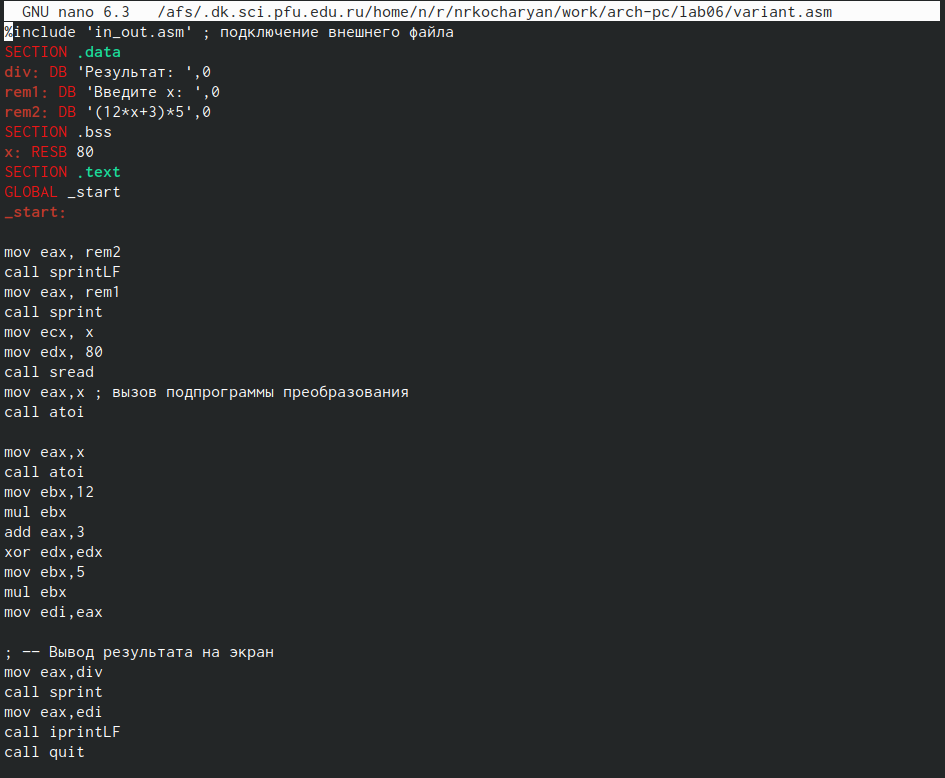 GNU nano 6.3 /afs/.dk.sci.pfu.edu.ru/home/n/r/nrkocharyan/work/arch-pc/lab06/variant.asm
%include 'in_out.asm' ; подключение внешнего файла
SECTION .data
div: DB 'Результат: ',0
rem1: DB 'Введите x: ',0
rem2: DB '(12*x+3)*5',0
SECTION .bss
x: RESB 80
SECTION .text
GLOBAL _start
_start:
mov eax, rem2
call sprintLF
mov eax, rem1
call sprint
mov ecx, x
mov edx, 80
call sread
mov eax,x ; вызов подпрограммы преобразования
call atoi
mov eax,x
call atoi
mov ebx,12
mul ebx
add eax,3
xor edx,edx
mov ebx,5
mul ebx
mov edi,eax
; -- Вывод результата на экран
mov eax,div
call sprint
mov eax,edi
call iprintLF
call quit